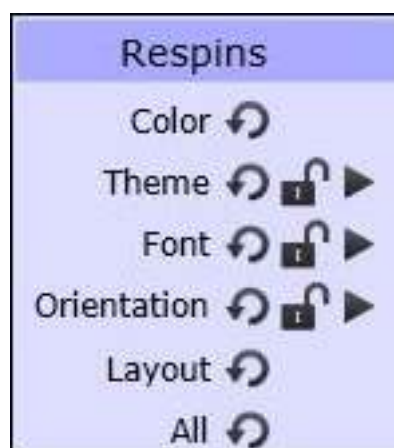 Respins
Color
Theme
Font
Orientation
Layout
All